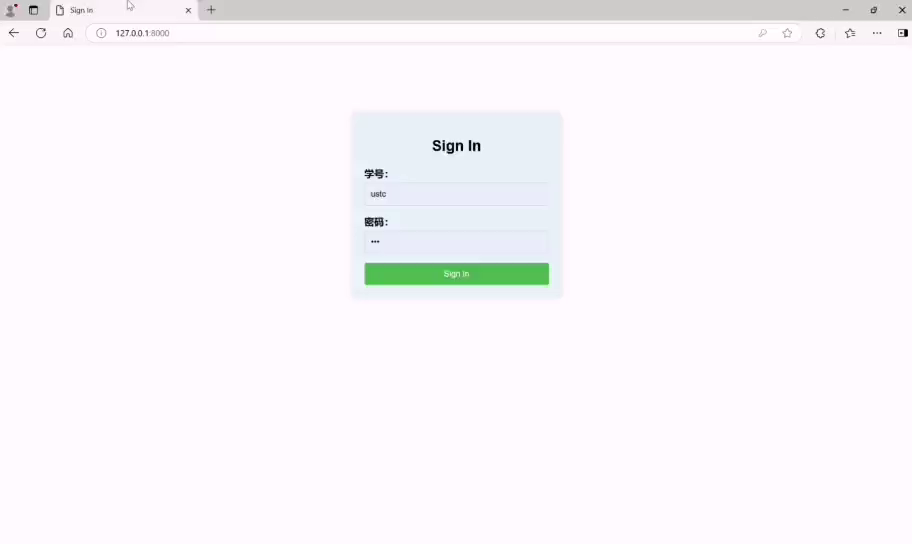 Sign In
127.0.0.1:8000
Sign In
学号：
ustc
密码：
•••
Sign In